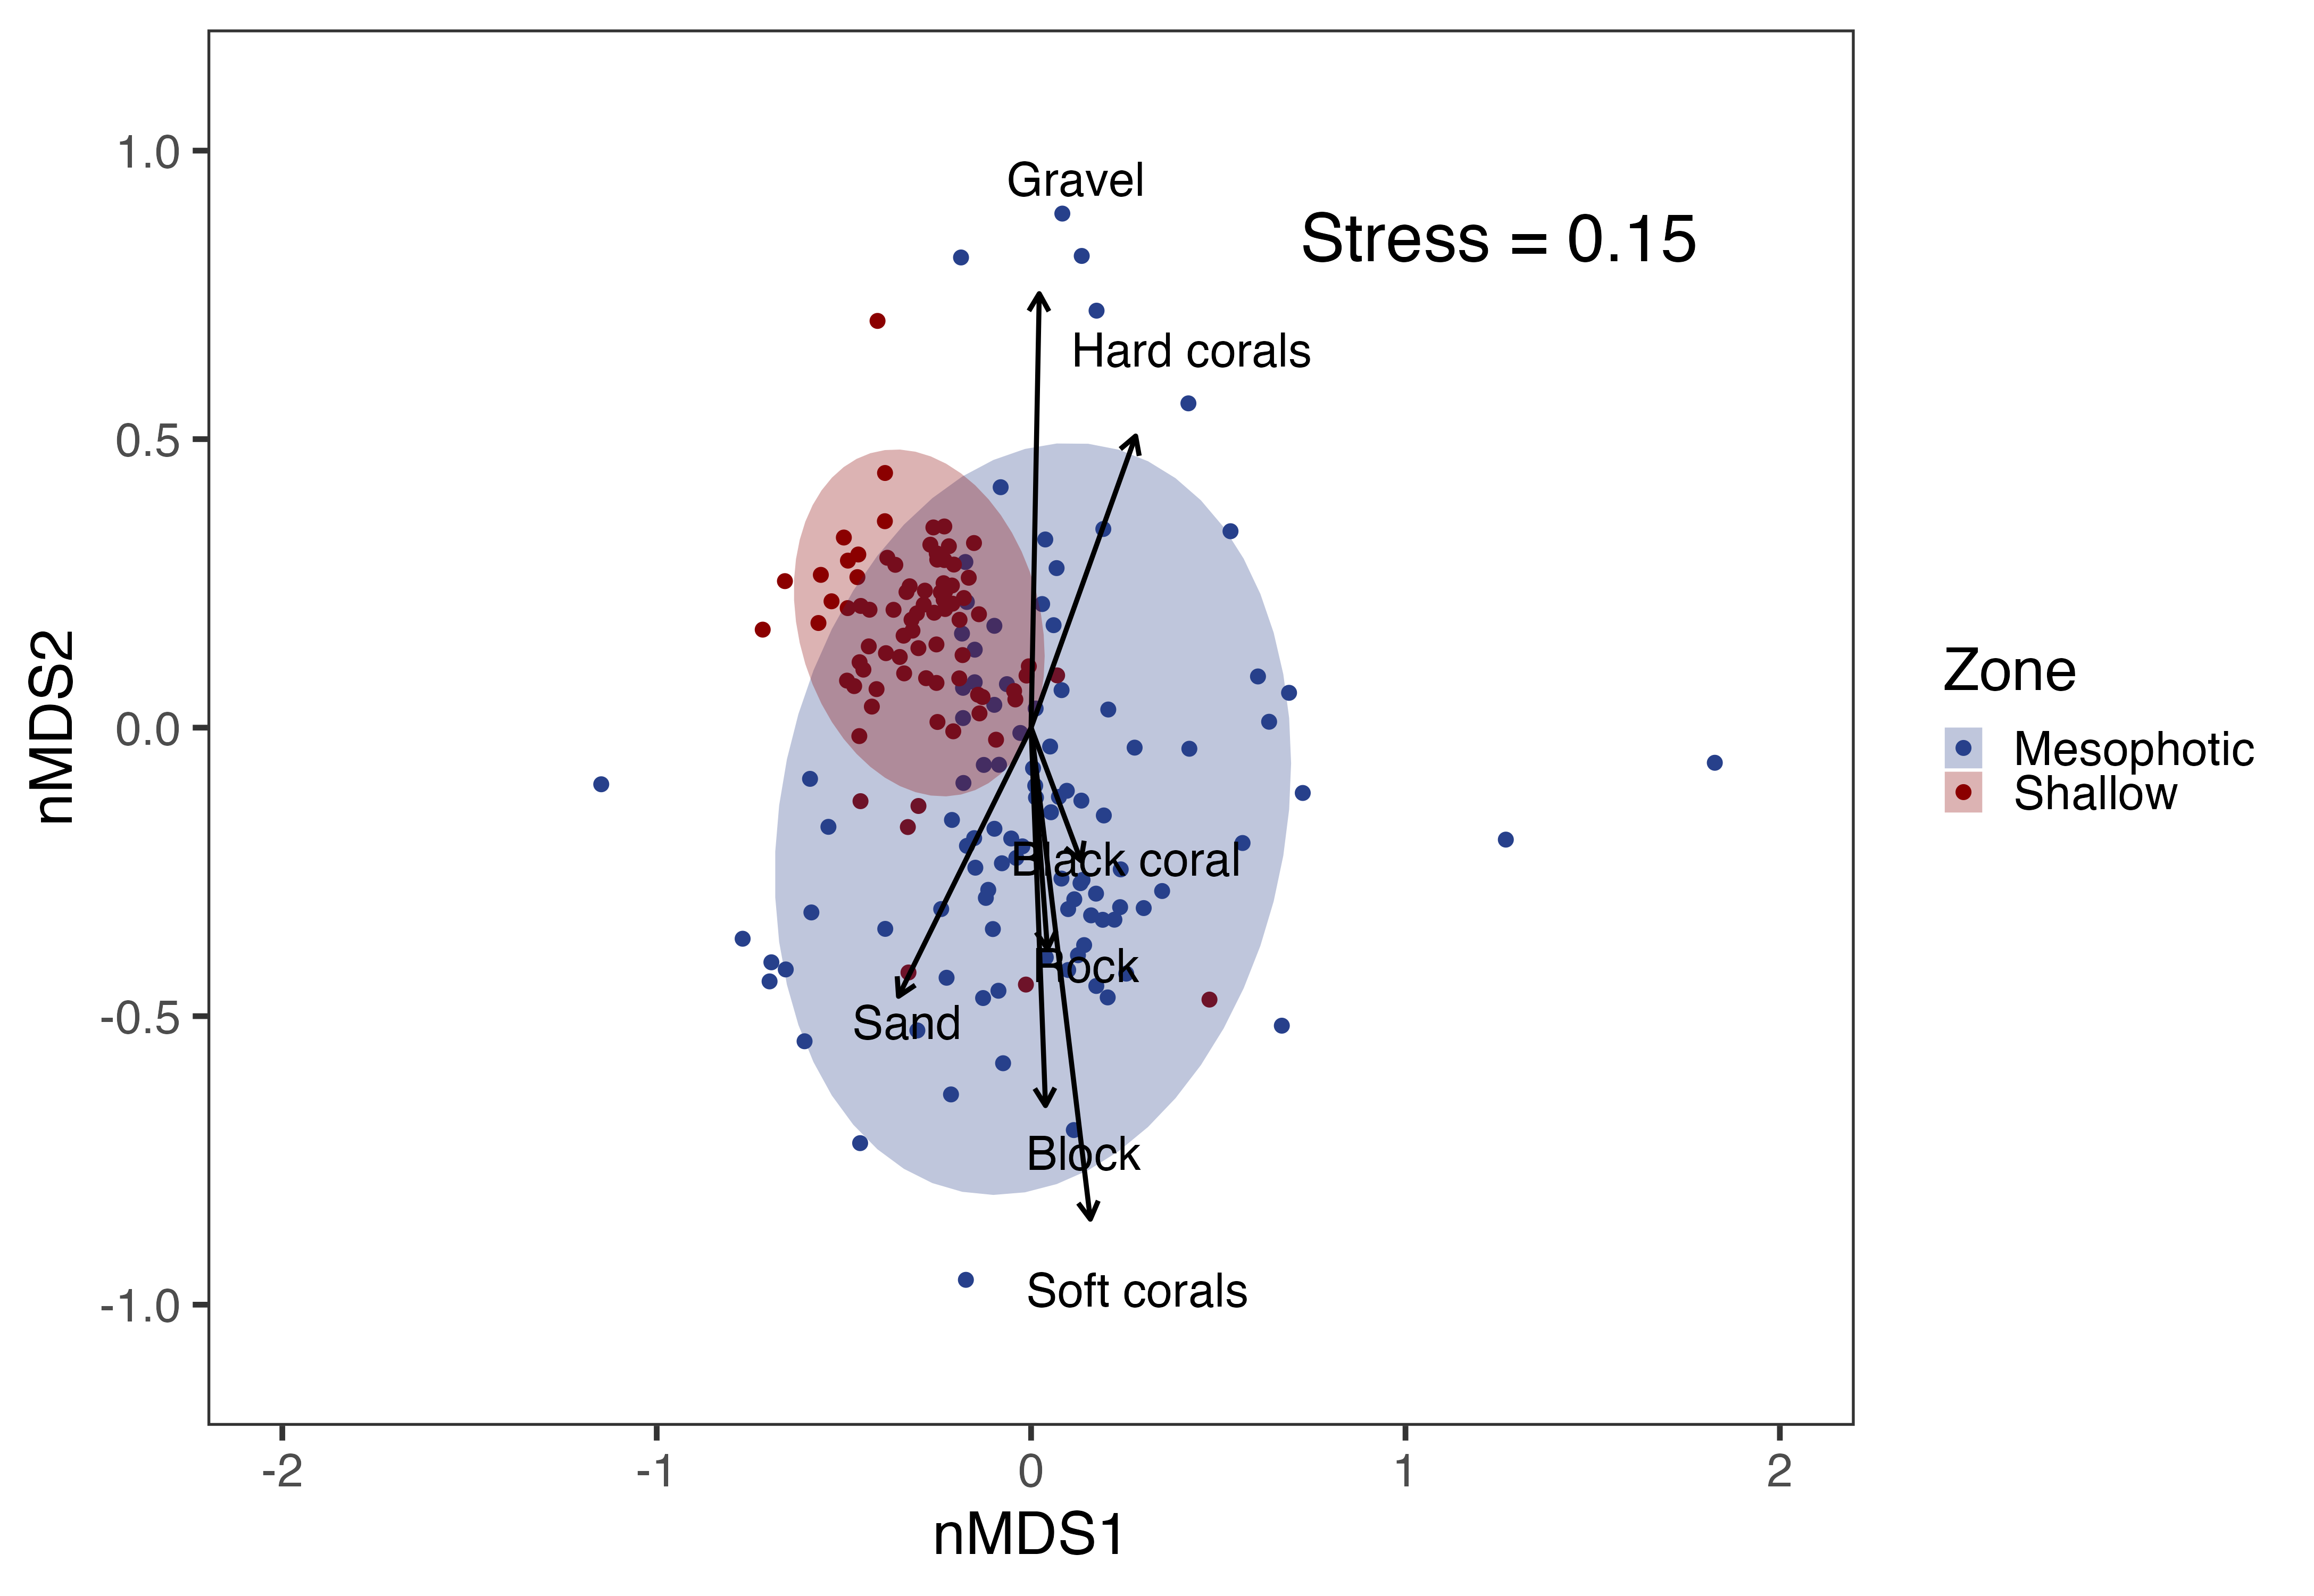 Gravel
Stress = 0.15
Hard corals
Black coral
Rock
Sand
Block
Soft corals
nMDS2
1.0
0.5
0.0
-0.5
-1.0
-2
-1
0
1
2
nMDS1
Zone
Mesophotic
Shallow